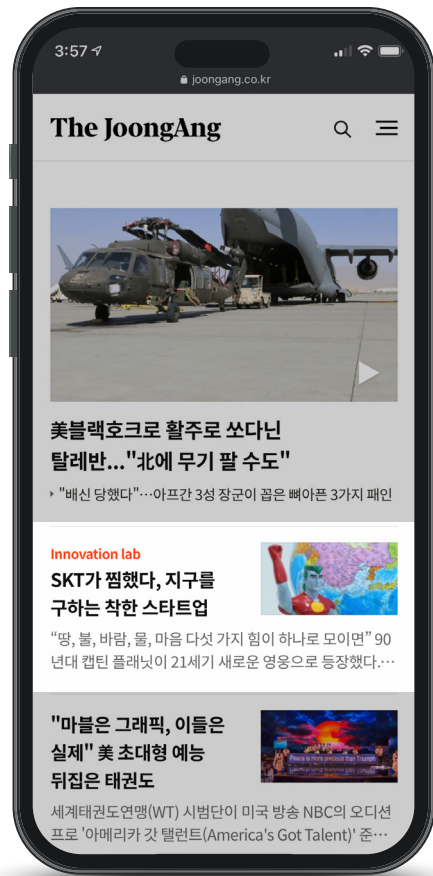 3:57
joongang.co.kr
The JoongAng
美블랙호크로 활주로 쏘다닌
탈레반..."北에 무기 팔 수도"
"배신 당했다"…아프간 3성 장군이 꼽은 뼈아픈 3가지 패인
Innovation lab
SKT가 찜했다, 지구를
구하는 착한 스타트업
“땅, 불, 바람, 물, 마음 다섯 가지 힘이 하나로 모이면” 90
년대 캡틴 플래닛이 21세기 새로운 영웅으로 등장했다.…
"마블은 그래픽, 이들은
실제" 美 초대형 예능
뒤집은 태권도
Peace is more precious than Triumph
세계태권도연맹(WT) 시범단이 미국 방송 NBC의 오디션
프로 '아메리카 갓 탤런트(America's Got Talent)' 준…